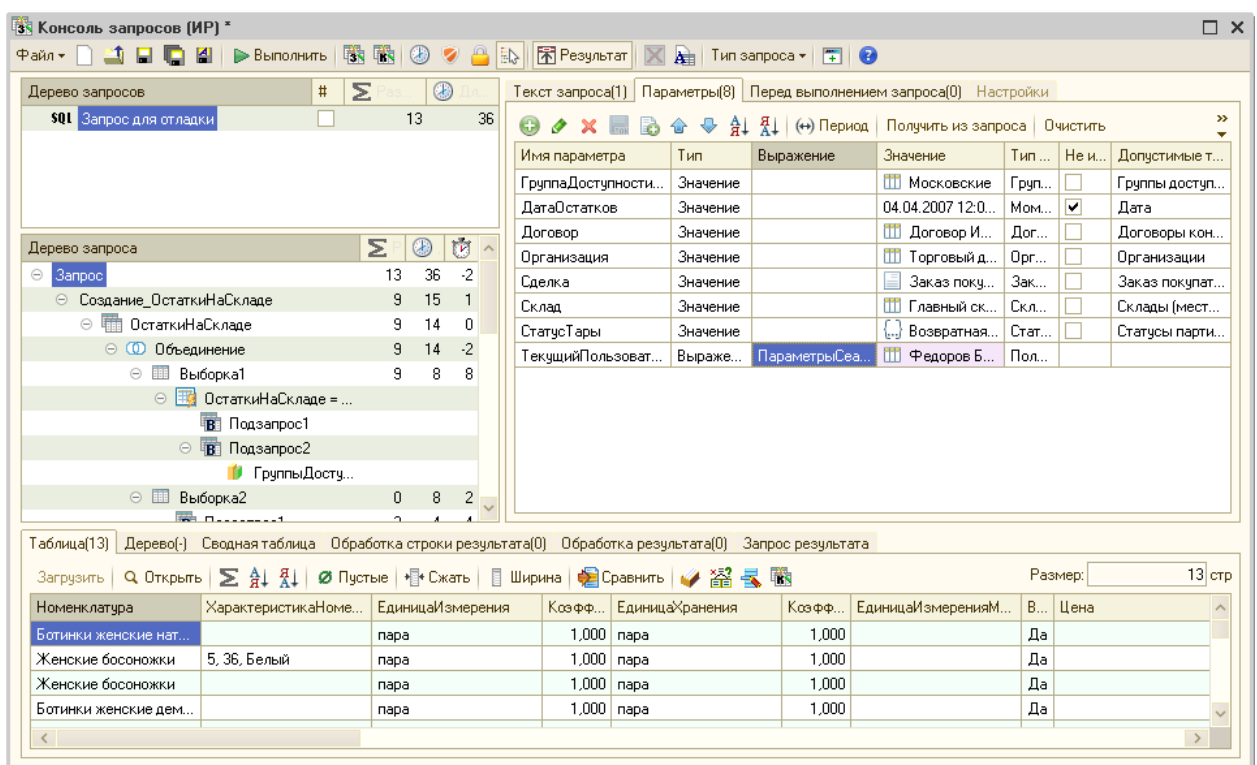 Консоль запросов (ИР) *
Файл Выполнить Результат Тип запроса
Дерево запросов # Раз... Дл...
SQL Запрос для отладки 13 36
Дерево запроса
Запрос 13 36 -2
Создание_ОстаткиНаСкладе 9 15 1
ОстаткиНаСкладе 9 14 0
Объединение 9 14 -2
Выборка1 9 8 8
ОстаткиНаСкладе = ...
Подзапрос1
Подзапрос2
ГруппыДосту...
Выборка2 0 8 2
Текст запроса(1) Параметры(8) Перед выполнением запроса(0) Настройки
Период Получить из запроса Очистить
Имя параметра Тип Выражение Значение Тип ... Не и... Допустимые т...
ГруппаДоступности... Значение Московские Груп... Группы доступ...
ДатаОстатков Значение 04.04.2007 12:0... Мом... Дата
Договор Значение Договор И... Дог... Договоры кон...
Организация Значение Торговый д... Орг... Организации
Сделка Значение Заказ поку... Зак... Заказ покупат...
Склад Значение Главный ск... Скл... Склады (мест...
СтатусТары Значение Возвратная... Стат... Статусы парти...
ТекущийПользоват... Выраже... ПараметрыСеа... Федоров Б... Пол...
Таблица(13) Дерево(-) Сводная таблица Обработка строки результата(0) Обработка результата(0) Запрос результата
Загрузить Открыть Пустые Сжать Ширина Сравнить Размер: 13 стр
Номенклатура ХарактеристикаНоме... ЕдиницаИзмерения Коэфф... ЕдиницаХранения Коэфф... ЕдиницаИзмеренияМ... В... Цена
Ботинки женские нат... пара 1,000 пара 1,000 Да
Женские босоножки 5, 36, Белый пара 1,000 пара 1,000 Да
Женские босоножки пара 1,000 пара 1,000 Да
Ботинки женские дем... пара 1,000 пара 1,000 Да